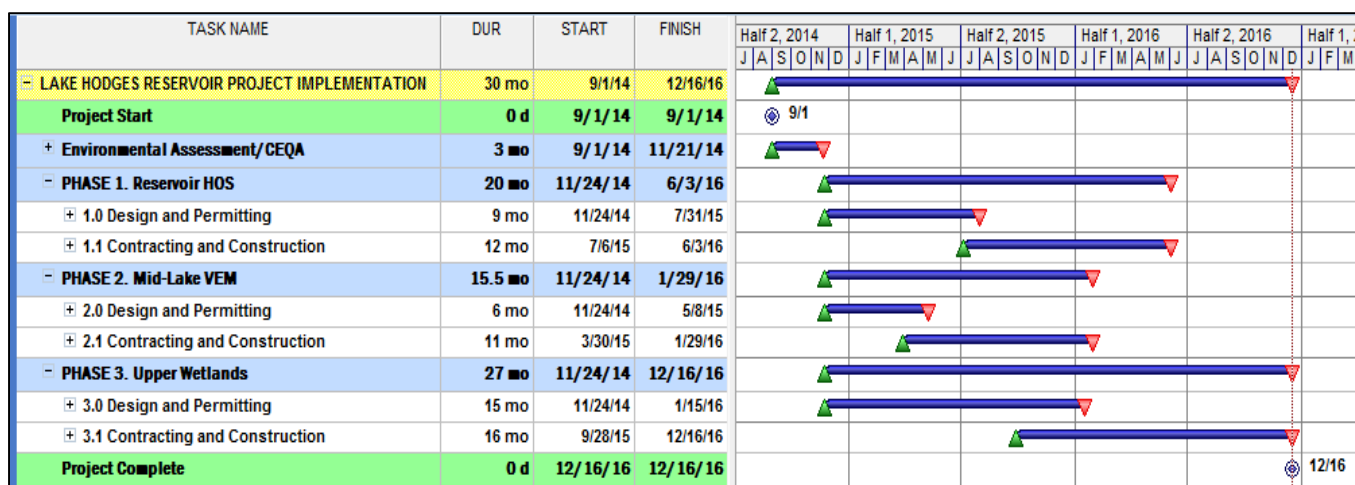 TASK NAME DUR START FINISH Half 2, 2014 Half 1, 2015 Half 2, 2015 Half 1, 2016 Half 2, 2016 Half 1,
J A S O N D J F M A M J J A S O N D J F M A M J J A S O N D J F M
LAKE HODGES RESERVOIR PROJECT IMPLEMENTATION 30 mo 9/1/14 12/16/16
Project Start 0 d 9/1/14 9/1/14 9/1
Environmental Assessment/CEQA 3 mo 9/1/14 11/21/14
PHASE 1. Reservoir HOS 20 mo 11/24/14 6/3/16
1.0 Design and Permitting 9 mo 11/24/14 7/31/15
1.1 Contracting and Construction 12 mo 7/6/15 6/3/16
PHASE 2. Mid-Lake VEM 15.5 mo 11/24/14 1/29/16
2.0 Design and Permitting 6 mo 11/24/14 5/8/15
2.1 Contracting and Construction 11 mo 3/30/15 1/29/16
PHASE 3. Upper Wetlands 27 mo 11/24/14 12/16/16
3.0 Design and Permitting 15 mo 11/24/14 1/15/16
3.1 Contracting and Construction 16 mo 9/28/15 12/16/16
Project Complete 0 d 12/16/16 12/16/16 12/16